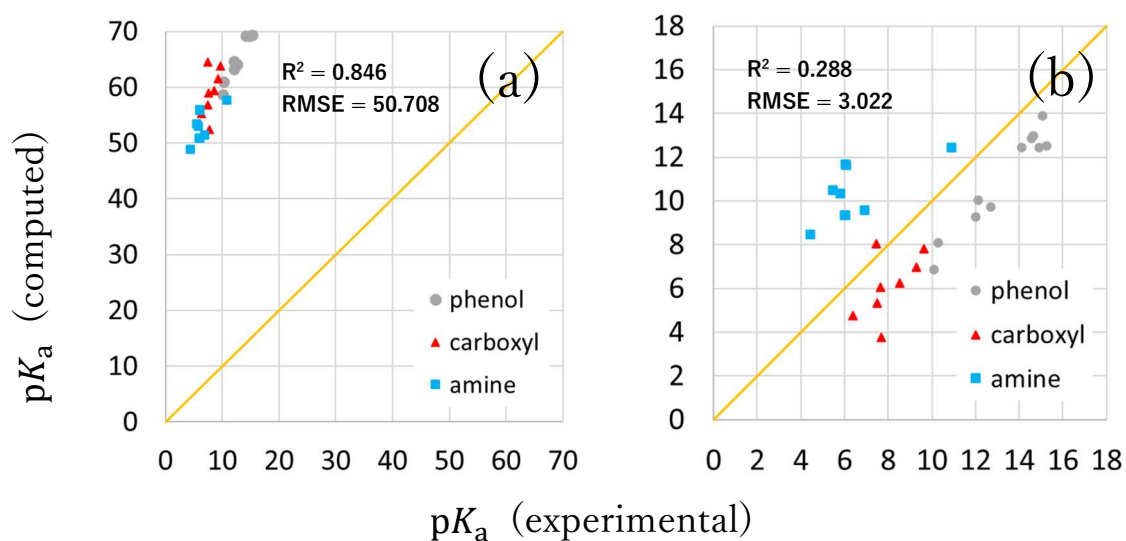 pKa (computed)
70
60
50
40
30
20
10
0
R² = 0.846
RMSE = 50.708
(a)
phenol
carboxyl
amine
0 10 20 30 40 50 60 70
18
16
14
12
10
8
6
4
2
0
R² = 0.288
RMSE = 3.022
(b)
phenol
carboxyl
amine
0 2 4 6 8 10 12 14 16 18
pKa (experimental)